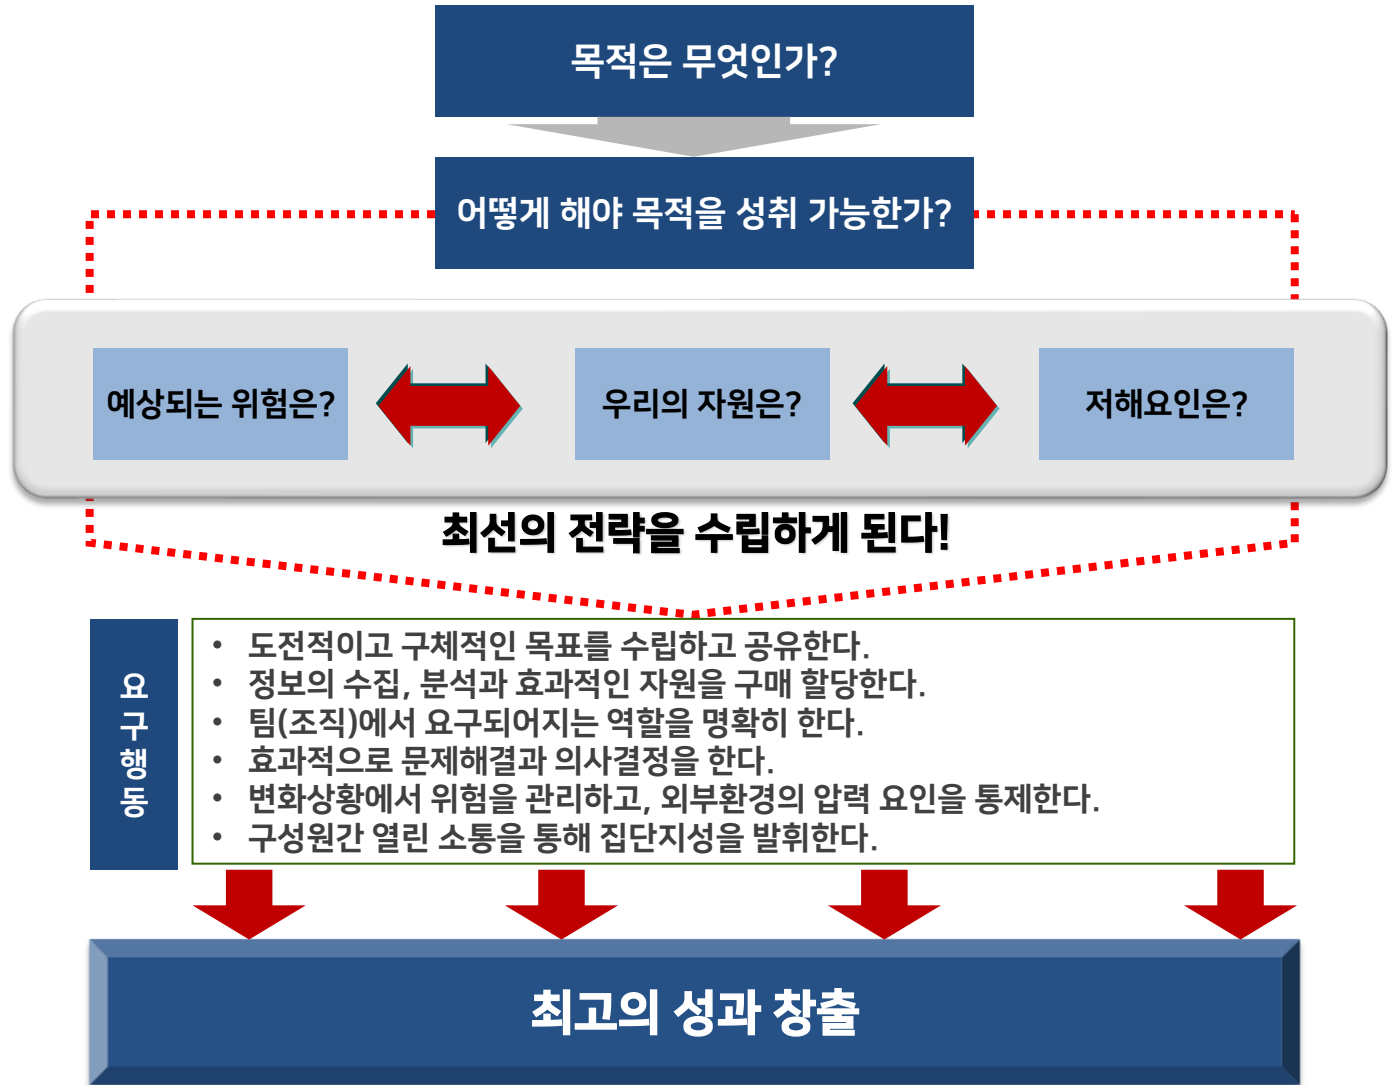 목적은 무엇인가?
어떻게 해야 목적을 성취 가능한가?
예상되는 위험은?
우리의 자원은?
저해요인은?
최선의 전략을 수립하게 된다!
요
구
행
동
• 도전적이고 구체적인 목표를 수립하고 공유한다.
• 정보의 수집, 분석과 효과적인 자원을 구매 할당한다.
• 팀(조직)에서 요구되어지는 역할을 명확히 한다.
• 효과적으로 문제해결과 의사결정을 한다.
• 변화상황에서 위험을 관리하고, 외부환경의 압력 요인을 통제한다.
• 구성원간 열린 소통을 통해 집단지성을 발휘한다.
최고의 성과 창출